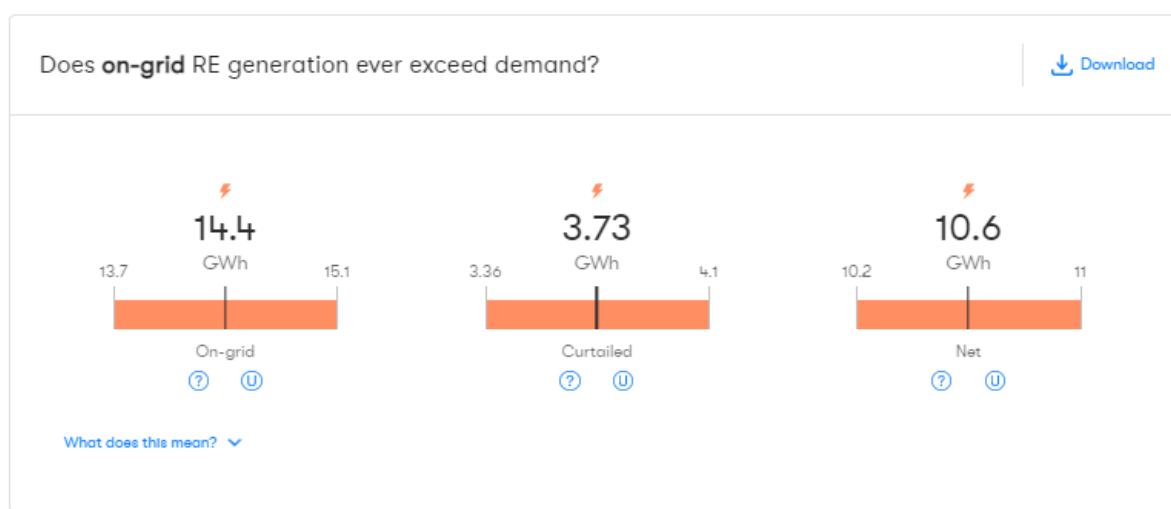 Does on-grid RE generation ever exceed demand?
Download
14.4
GWh
13.7
15.1
On-grid
? U
3.73
GWh
3.36
4.1
Curtailed
? U
10.6
GWh
10.2
11
Net
? U
What does this mean?